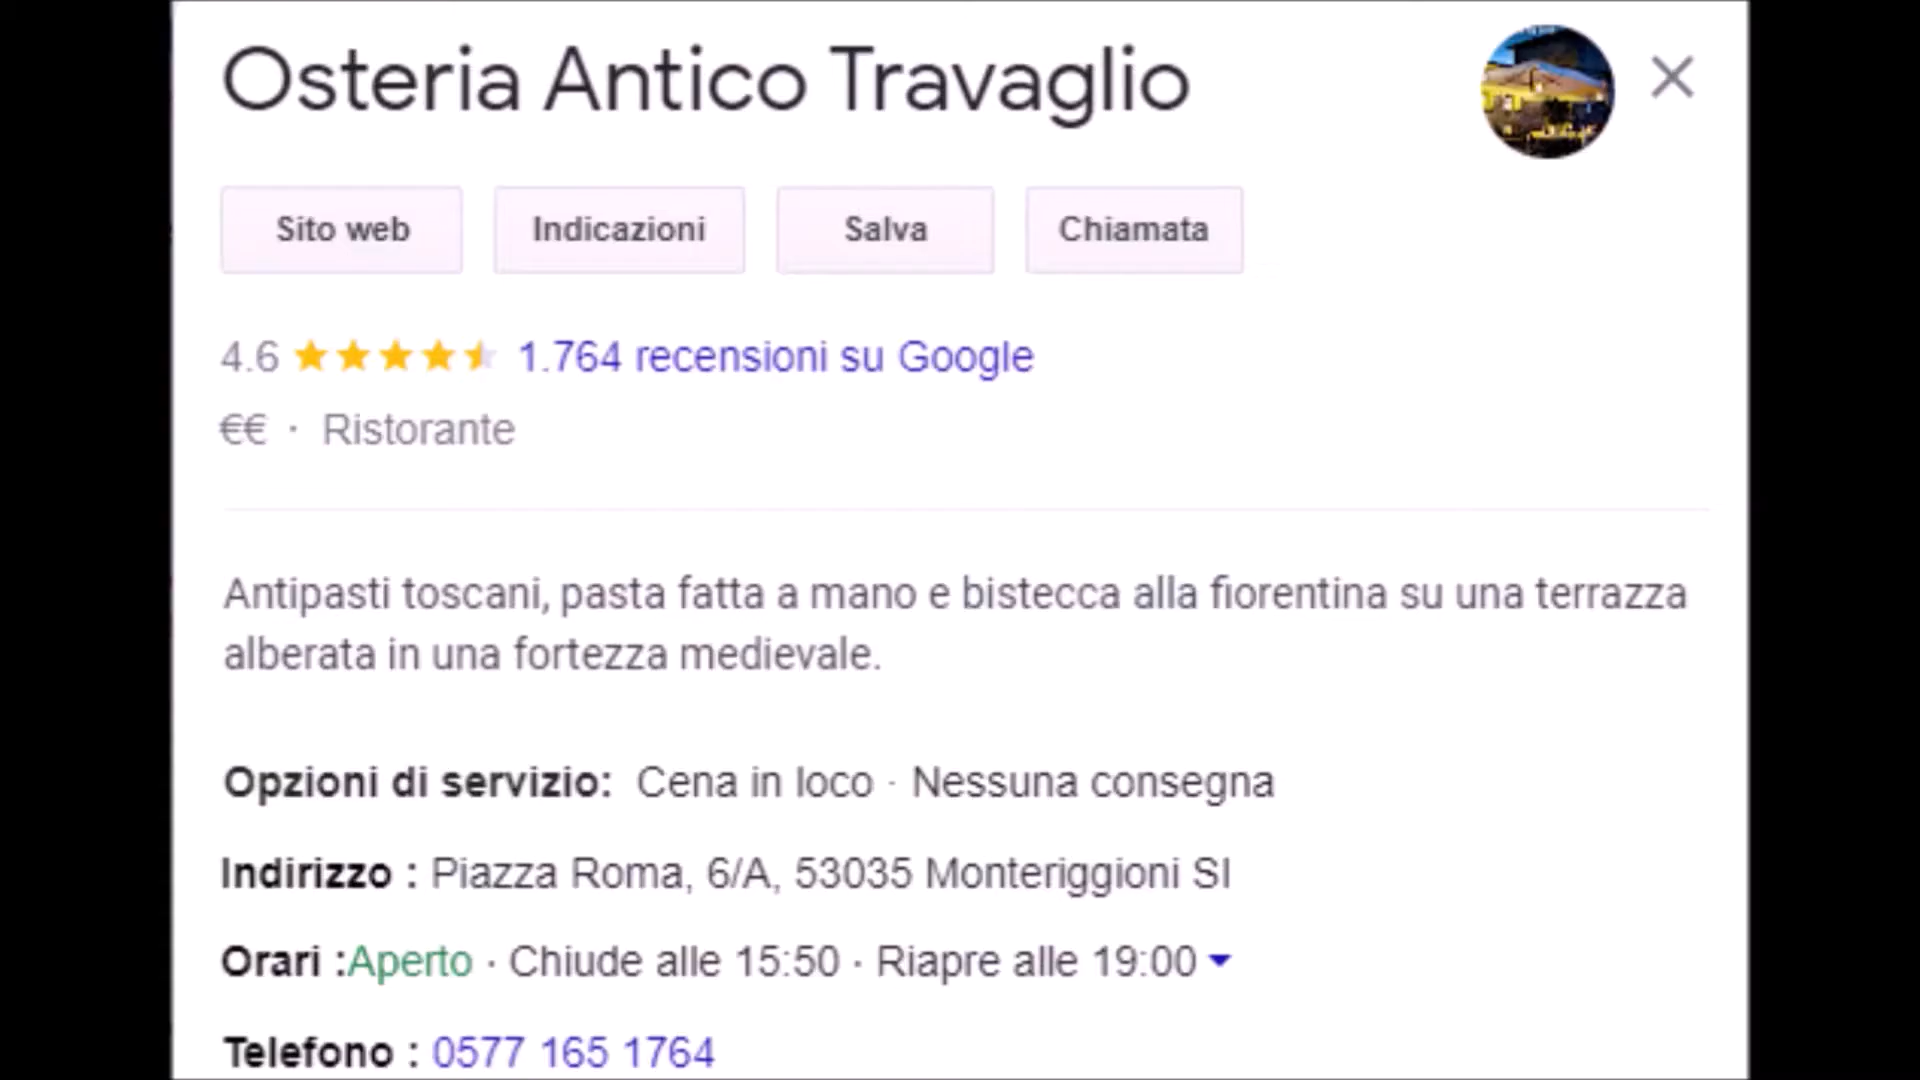 Osteria Antico Travaglio
Sito web Indicazioni Salva Chiamata
4.6 1.764 recensioni su Google
€€ · Ristorante
Antipasti toscani, pasta fatta a mano e bistecca alla fiorentina su una terrazza
alberata in una fortezza medievale.
Opzioni di servizio: Cena in loco · Nessuna consegna
Indirizzo : Piazza Roma, 6/A, 53035 Monteriggioni SI
Orari :Aperto · Chiude alle 15:50 · Riapre alle 19:00
Telefono : 0577 165 1764